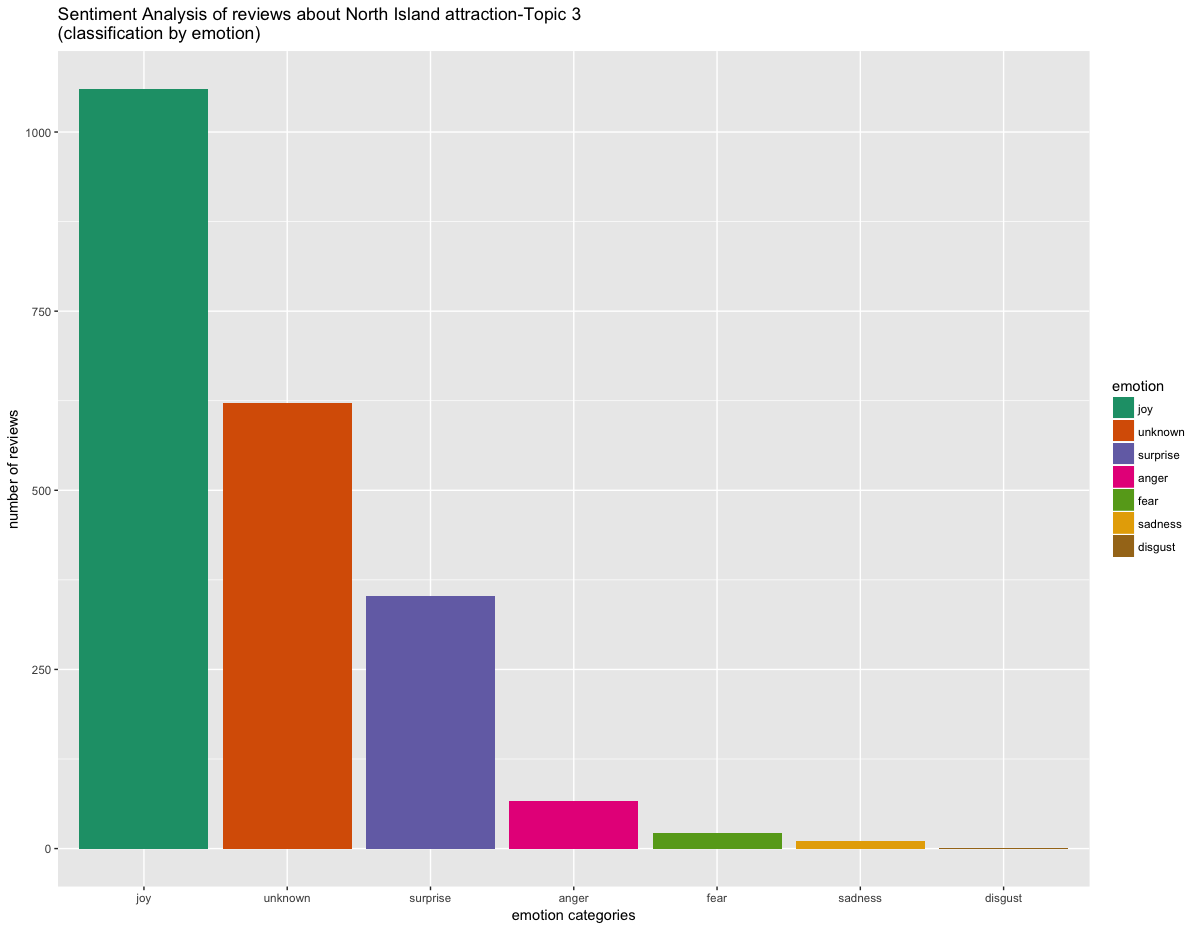 Sentiment Analysis of reviews about North Island attraction-Topic 3
(classification by emotion)
number of reviews
1000
750
500
250
0
joy
unknown
surprise
anger
fear
sadness
disgust
emotion categories
emotion
joy
unknown
surprise
anger
fear
sadness
disgust